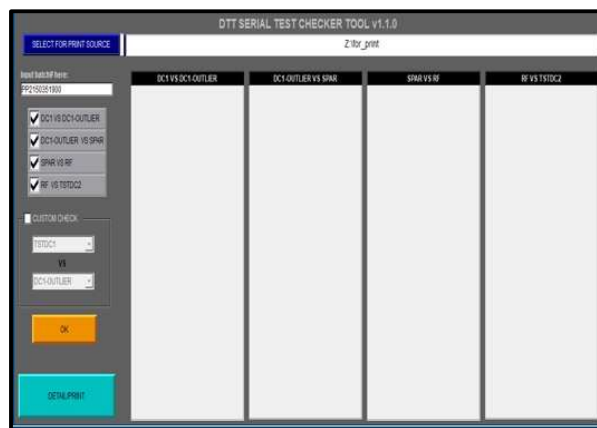 DTT SERIAL TEST CHECKER TOOL v1.1.0
SELECT FOR PRINT SOURCE
Z:\for_print
Input batch# here:
PP2150351900
DC1 VS DC1-OUTLIER
DC1-OUTLIER VS SPAR
SPAR VS RF
RF VS TSTDC2
DC1 VS DC1-OUTLIER
DC1-OUTLIER VS SPAR
SPAR VS RF
RF VS TSTDC2
CUSTOM CHECK
TSTDC1
VS
DC1-OUTLIER
OK
DETAIL/PRINT